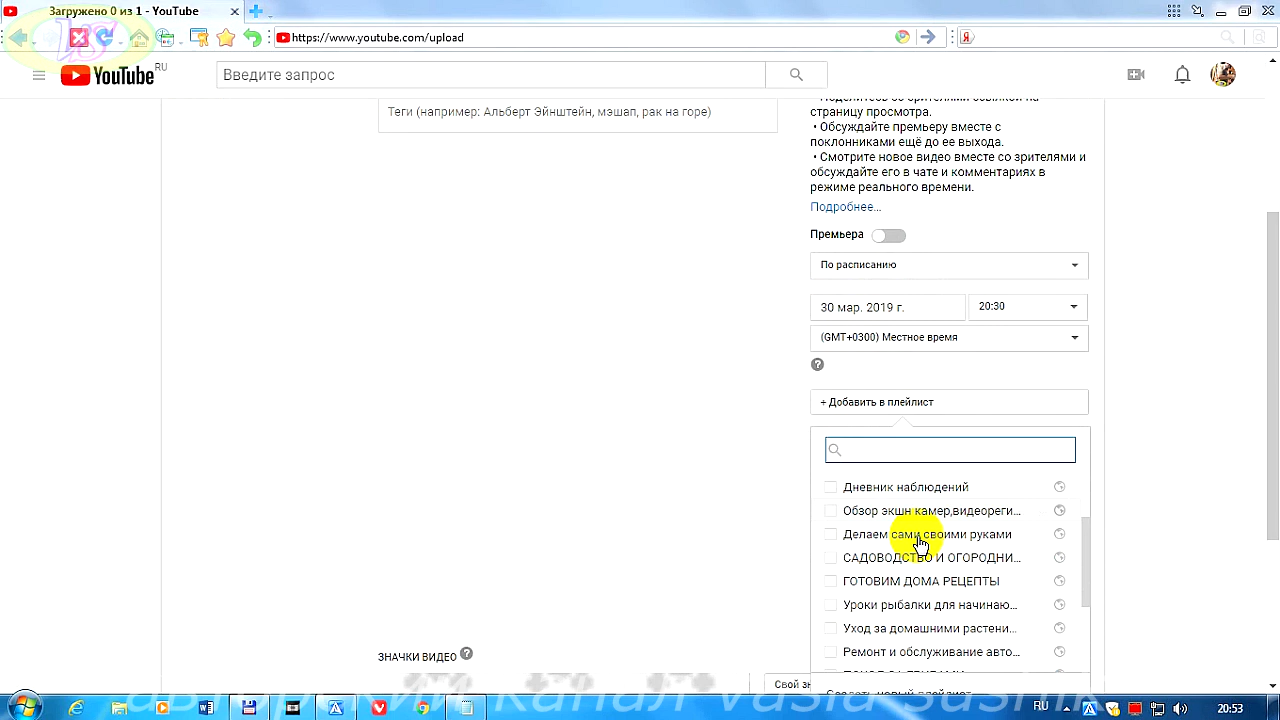 Загружено 0 из 1 - YouTube
https://www.youtube.com/upload
Я
YouTube RU
Введите запрос
Теги (например: Альберт Эйнштейн, мэшап, рак на горе)
страницу просмотра.
• Обсуждайте премьеру вместе с
поклонниками ещё до ее выхода.
• Смотрите новое видео вместе со зрителями и
обсуждайте его в чате и комментариях в
режиме реального времени.
Подробнее...
Премьера
По расписанию
30 мар. 2019 г.
20:30
(GMT+0300) Местное время
+ Добавить в плейлист
Дневник наблюдений
Обзор экшн камер,видеореги...
Делаем сами своими руками
САДОВОДСТВО И ОГОРОДНИ...
ГОТОВИМ ДОМА РЕЦЕПТЫ
Уроки рыбалки для начинаю...
Уход за домашними растени...
Ремонт и обслуживание авто...
ЗНАЧКИ ВИДЕО
Свой зн
RU
20:53